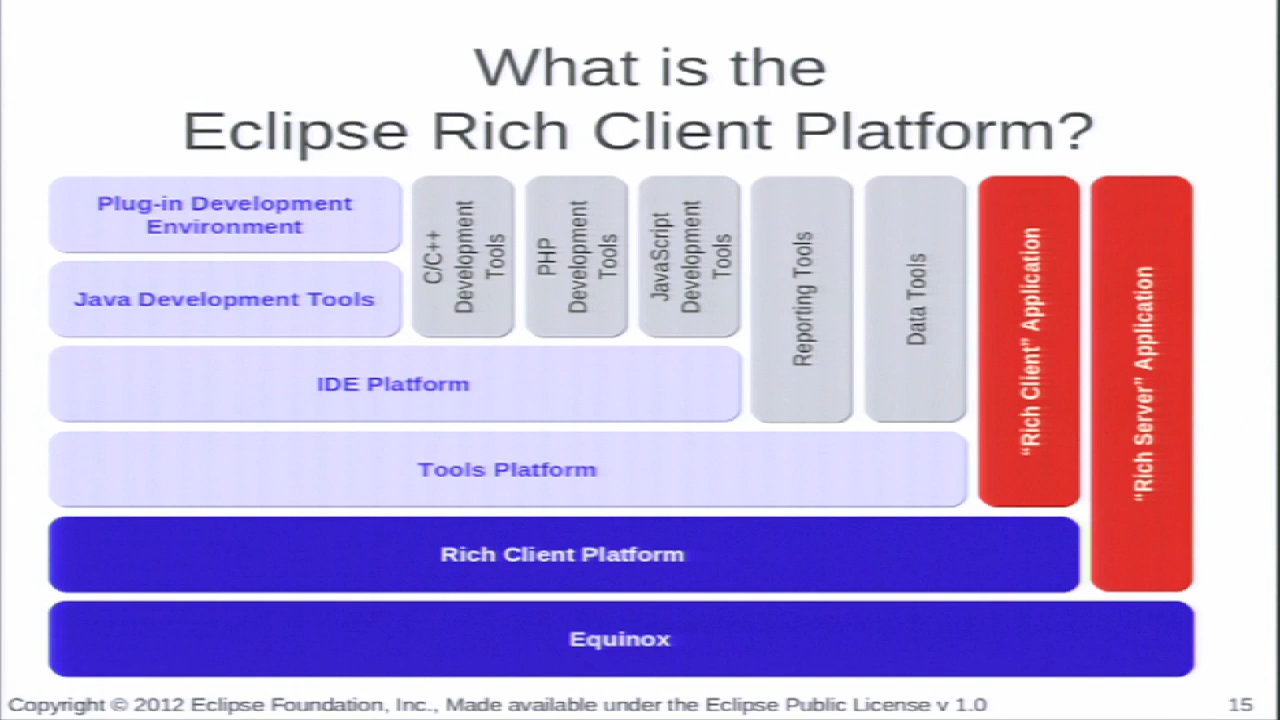 What is the
Eclipse Rich Client Platform?
Plug-in Development
Environment
Java Development Tools
C/C++
Development
Tools
PHP
Development
Tools
JavaScript
Development
Tools
Reporting Tools
Data Tools
“Rich Client” Application
“Rich Server” Application
IDE Platform
Tools Platform
Rich Client Platform
Equinox
Copyright © 2012 Eclipse Foundation, Inc., Made available under the Eclipse Public License v 1.0
15